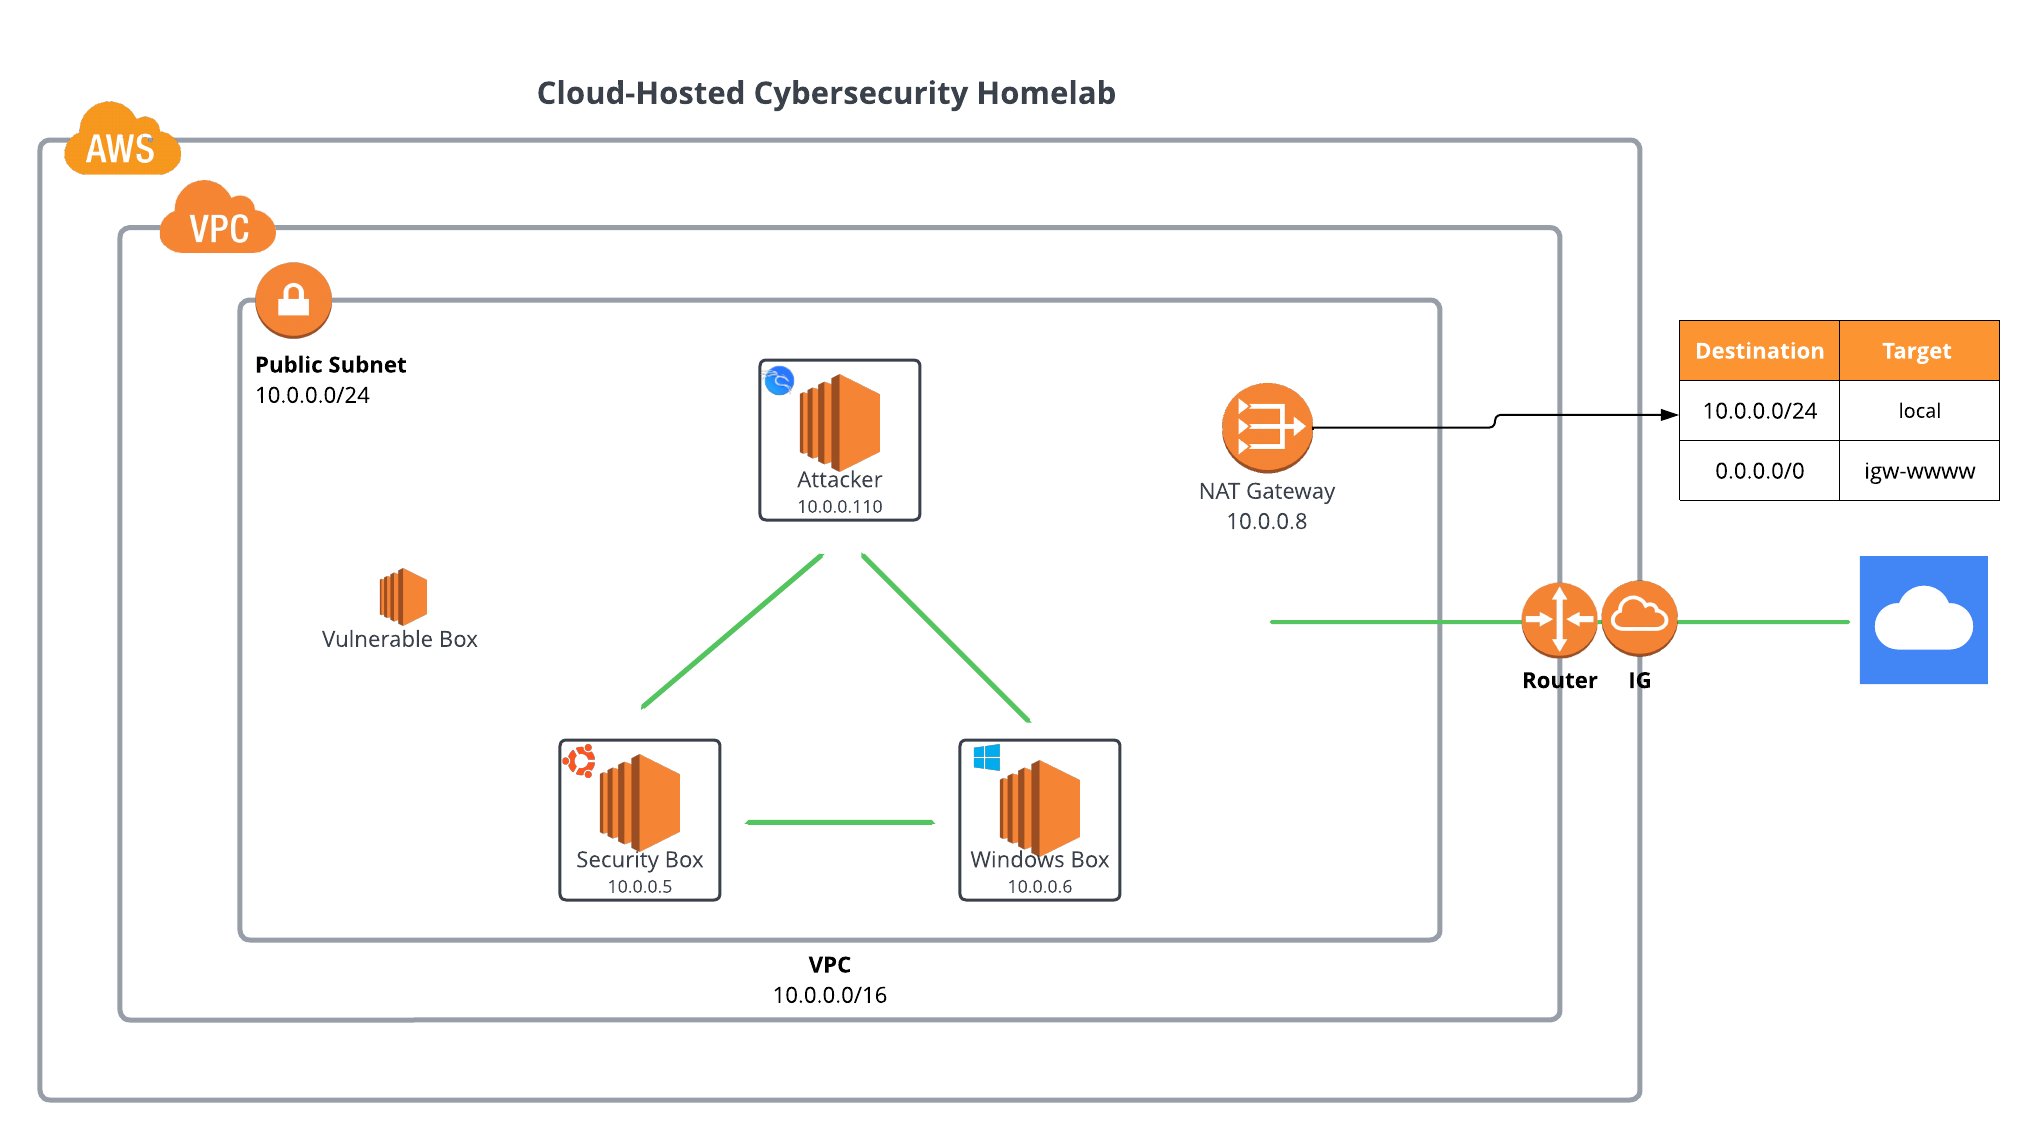 Cloud-Hosted Cybersecurity Homelab
AWS
VPC
Public Subnet
10.0.0.0/24
Attacker
10.0.0.110
NAT Gateway
10.0.0.8
Destination Target
10.0.0.0/24 local
0.0.0.0/0 igw-wwww
Vulnerable Box
Router IG
Security Box
10.0.0.5
Windows Box
10.0.0.6
VPC
10.0.0.0/16